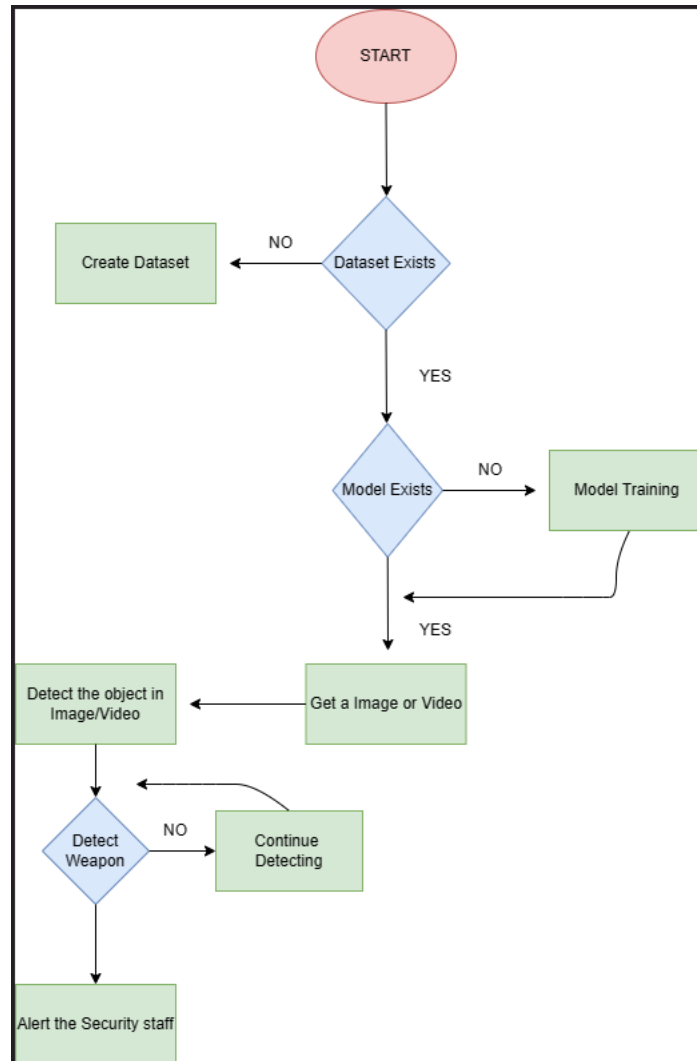 START
NO
Create Dataset
Dataset Exists
YES
Model Exists
NO
Model Training
YES
Detect the object in
Image/Video
Get a Image or Video
Detect
Weapon
NO
Continue
Detecting
Alert the Security staff